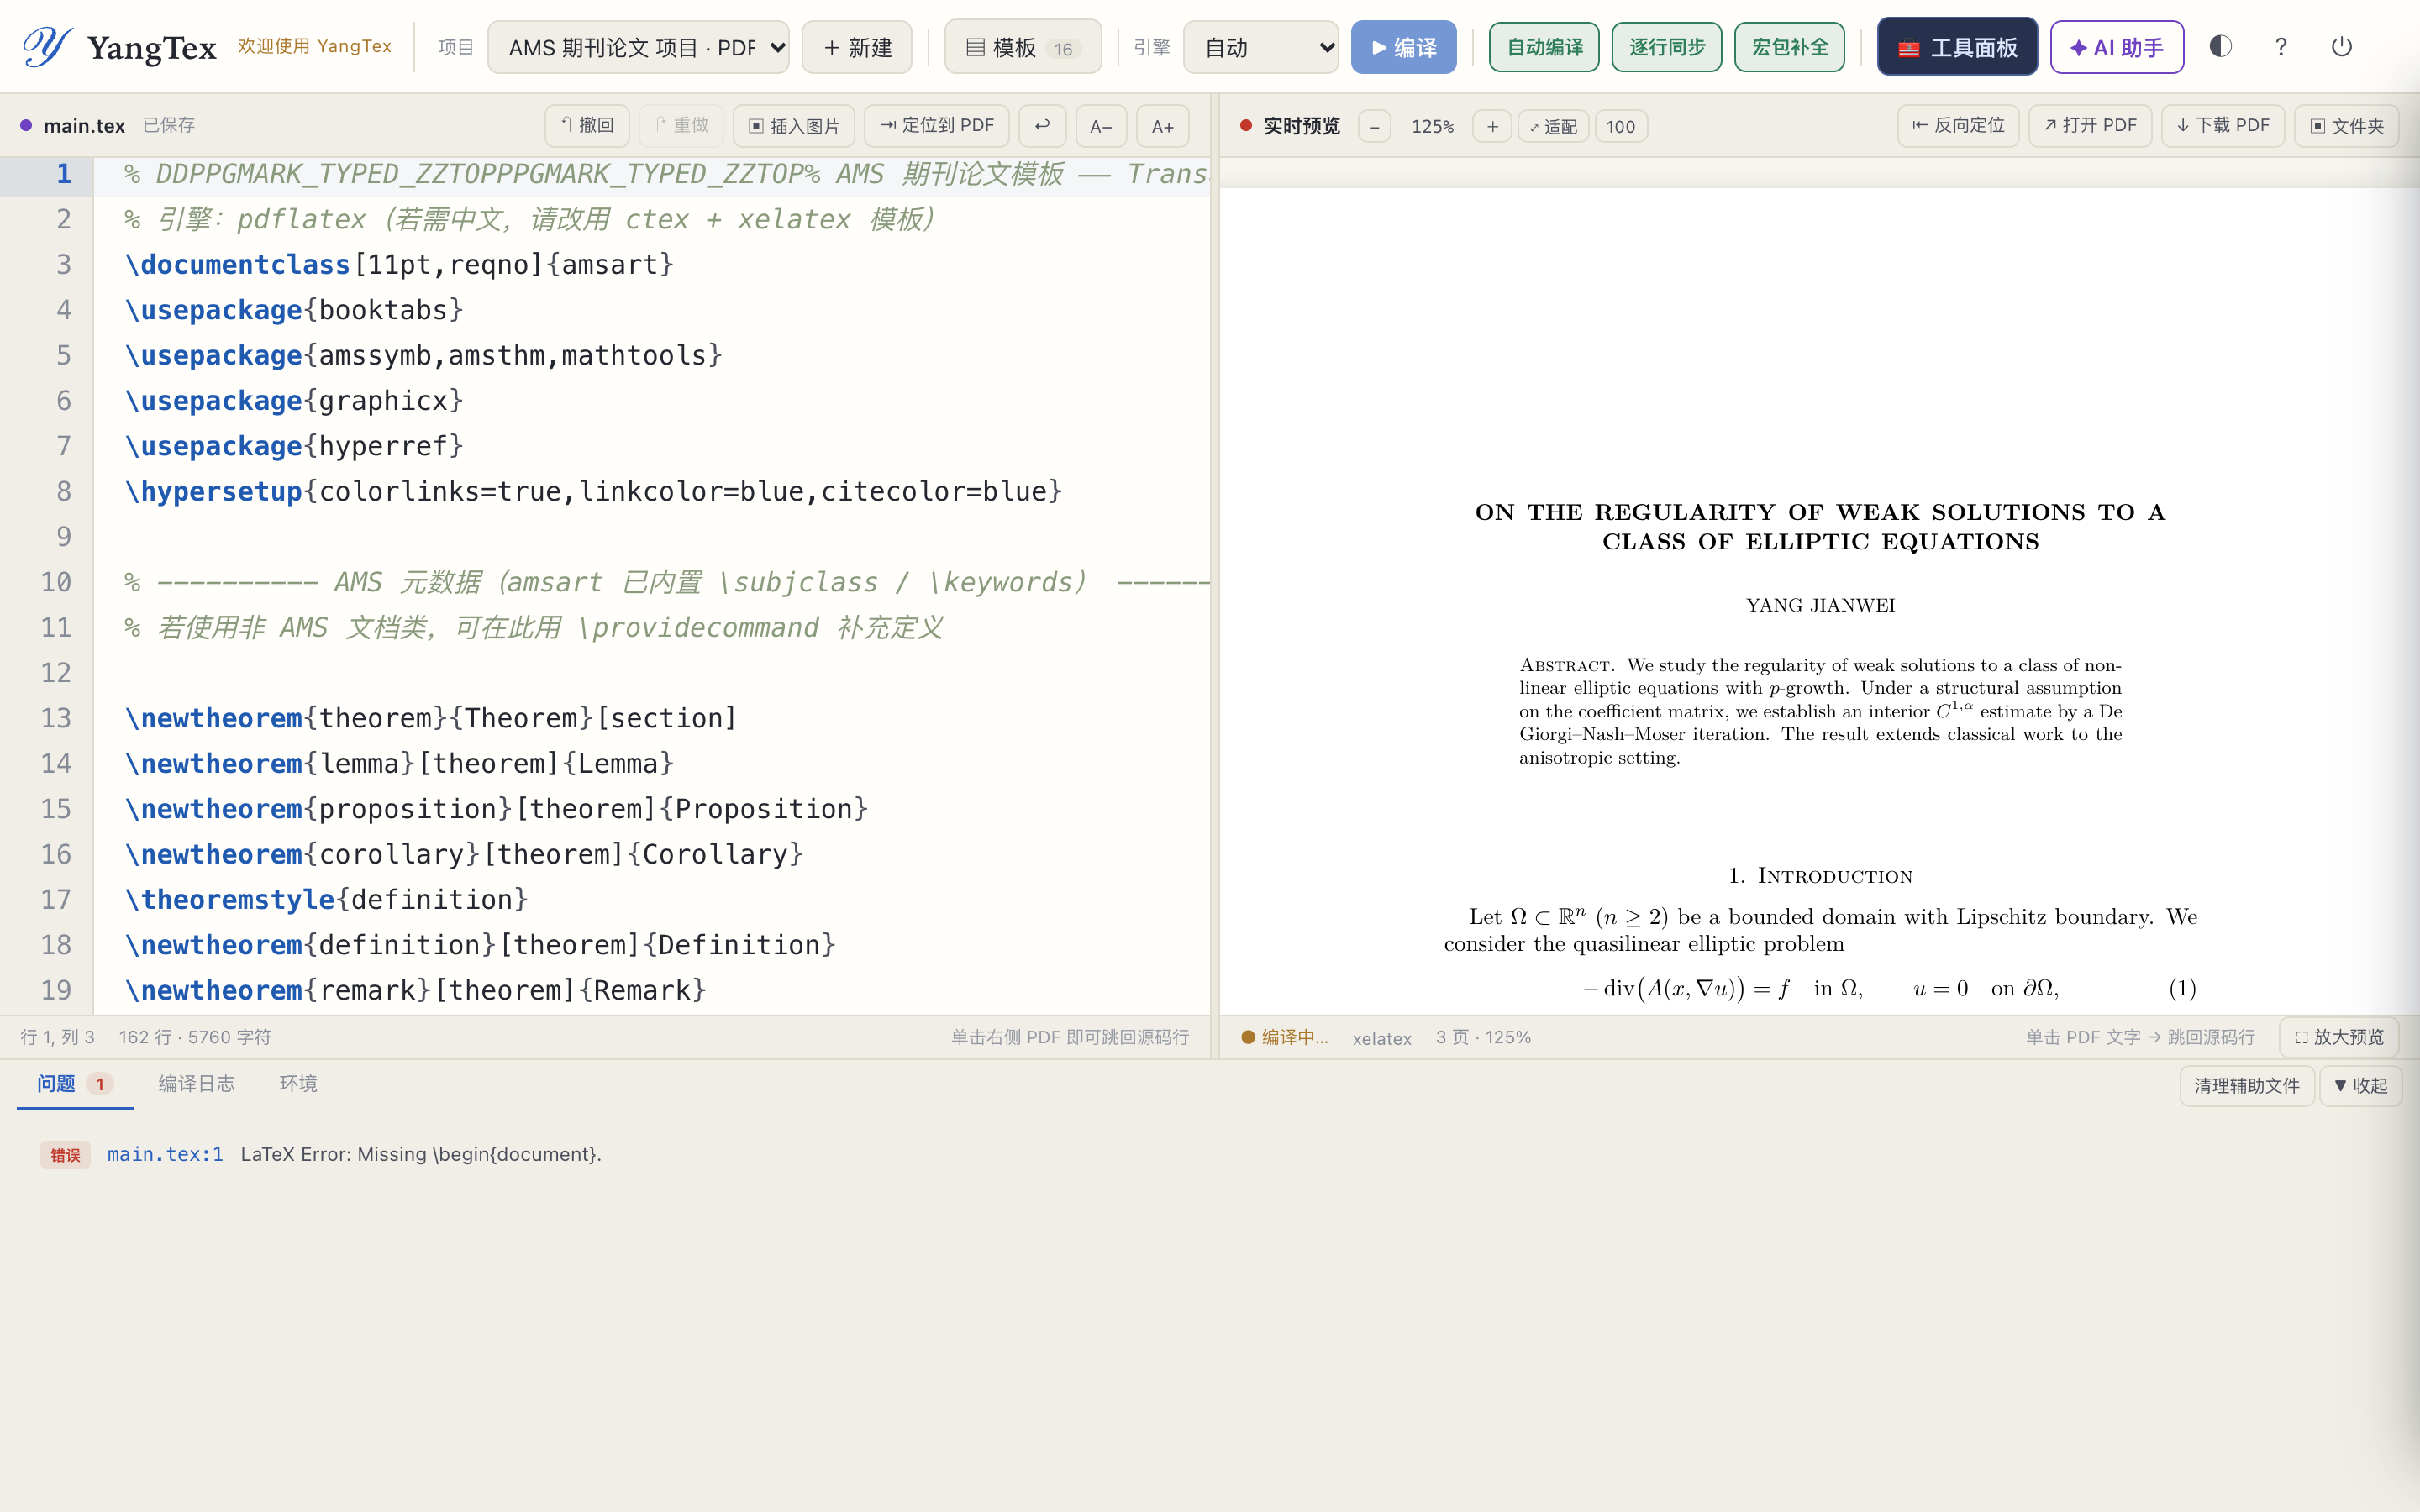 YangTex 欢迎使用 YangTex 项目 AMS 期刊论文 项目 · PDF + 新建 模板 16 引擎 自动 编译 自动编译 逐行同步 宏包补全 工具面板 AI 助手 ?
main.tex 已保存 撤回 重做 插入图片 定位到 PDF A− A+
实时预览 − 125% + 适配 100 反向定位 打开 PDF 下载 PDF 文件夹
1 % DDPPGMARK_TYPED_ZZTOPPPGMARK_TYPED_ZZTOP% AMS 期刊论文模板 —— Trans
2 % 引擎：pdflatex（若需中文，请改用 ctex + xelatex 模板）
3 \documentclass[11pt,reqno]{amsart}
4 \usepackage{booktabs}
5 \usepackage{amssymb,amsthm,mathtools}
6 \usepackage{graphicx}
7 \usepackage{hyperref}
8 \hypersetup{colorlinks=true,linkcolor=blue,citecolor=blue}
9
10 % ---------- AMS 元数据（amsart 已内置 \subjclass / \keywords） ------
11 % 若使用非 AMS 文档类，可在此用 \providecommand 补充定义
12
13 \newtheorem{theorem}{Theorem}[section]
14 \newtheorem{lemma}[theorem]{Lemma}
15 \newtheorem{proposition}[theorem]{Proposition}
16 \newtheorem{corollary}[theorem]{Corollary}
17 \theoremstyle{definition}
18 \newtheorem{definition}[theorem]{Definition}
19 \newtheorem{remark}[theorem]{Remark}
行 1, 列 3 162 行 · 5760 字符 单击右侧 PDF 即可跳回源码行
ON THE REGULARITY OF WEAK SOLUTIONS TO A
CLASS OF ELLIPTIC EQUATIONS
YANG JIANWEI
Abstract. We study the regularity of weak solutions to a class of non-
linear elliptic equations with p-growth. Under a structural assumption
on the coefficient matrix, we establish an interior C^{1,α} estimate by a De
Giorgi–Nash–Moser iteration. The result extends classical work to the
anisotropic setting.
1. Introduction
Let Ω ⊂ ℝⁿ (n ≥ 2) be a bounded domain with Lipschitz boundary. We
consider the quasilinear elliptic problem
− div(A(x, ∇u)) = f in Ω, u = 0 on ∂Ω, (1)
编译中... xelatex 3 页 · 125% 单击 PDF 文字 → 跳回源码行 放大预览
问题 1 编译日志 环境 清理辅助文件 ▼ 收起
错误 main.tex:1 LaTeX Error: Missing \begin{document}.